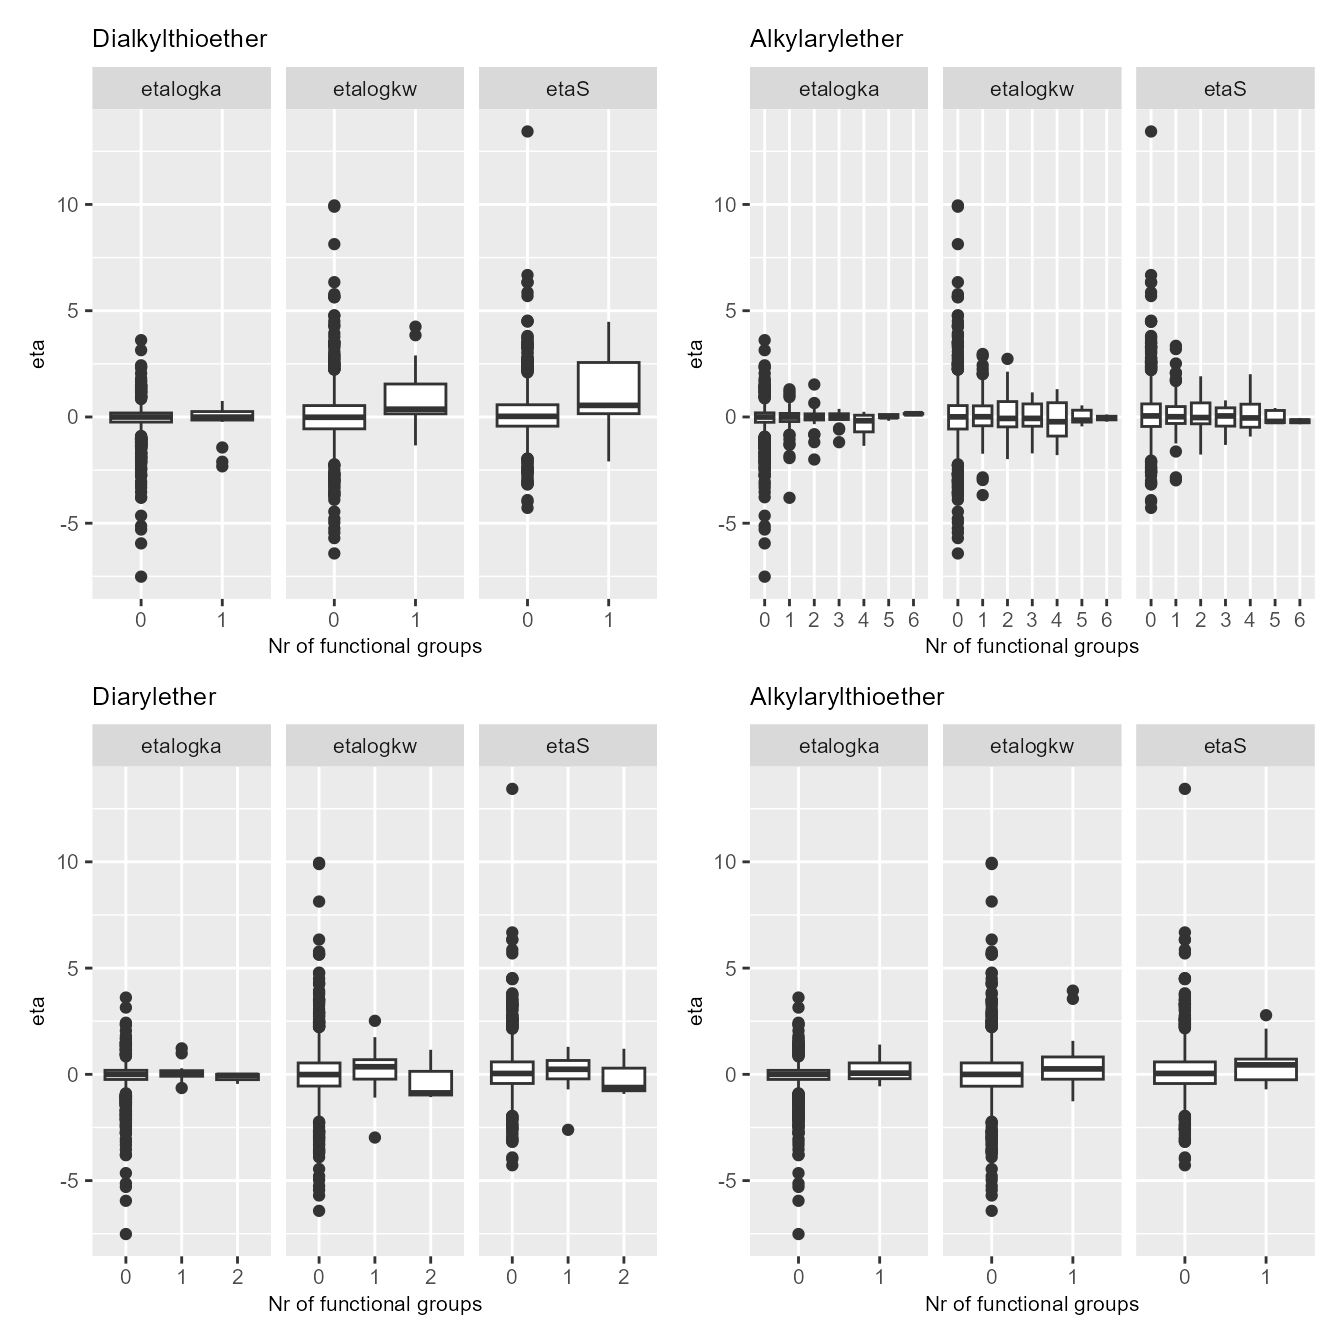 Dialkylthioether
etalogka etalogkw etaS
10
5
0
-5
eta
0 1 0 1 0 1
Nr of functional groups
Alkylarylether
etalogka etalogkw etaS
10
5
0
-5
eta
0 1 2 3 4 5 6 0 1 2 3 4 5 6 0 1 2 3 4 5 6
Nr of functional groups
Diarylether
etalogka etalogkw etaS
10
5
0
-5
eta
0 1 2 0 1 2 0 1 2
Nr of functional groups
Alkylarylthioether
etalogka etalogkw etaS
10
5
0
-5
eta
0 1 0 1 0 1
Nr of functional groups